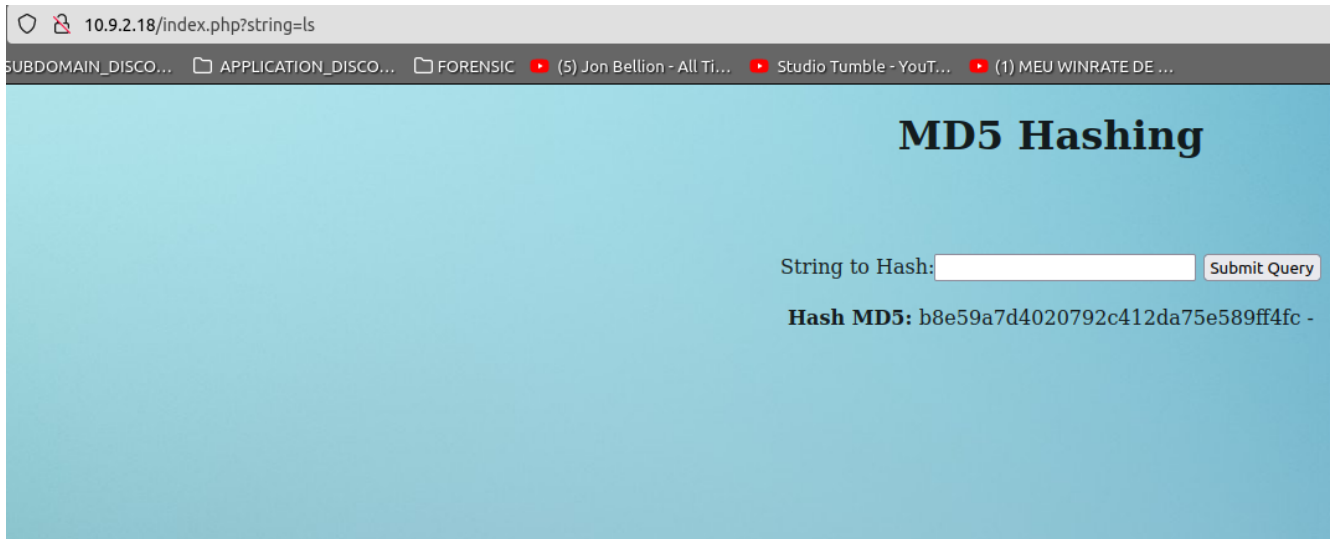 10.9.2.18/index.php?string=ls
SUBDOMAIN_DISCO... APPLICATION_DISCO... FORENSIC (5) Jon Bellion - All Ti... Studio Tumble - YouT... (1) MEU WINRATE DE ...
MD5 Hashing
String to Hash: Submit Query
Hash MD5: b8e59a7d4020792c412da75e589ff4fc -